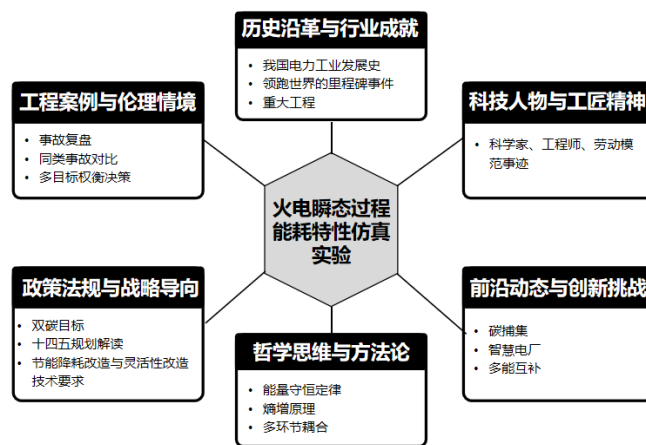 历史沿革与行业成就
• 我国电力工业发展史
• 领跑世界的里程碑事件
• 重大工程
工程案例与伦理情境
• 事故复盘
• 同类事故对比
• 多目标权衡决策
科技人物与工匠精神
• 科学家、工程师、劳动模
范事迹
火电瞬态过程
能耗特性仿真
实验
政策法规与战略导向
• 双碳目标
• 十四五规划解读
• 节能降耗改造与灵活性改造
技术要求
前沿动态与创新挑战
• 碳捕集
• 智慧电厂
• 多能互补
哲学思维与方法论
• 能量守恒定律
• 熵增原理
• 多环节耦合